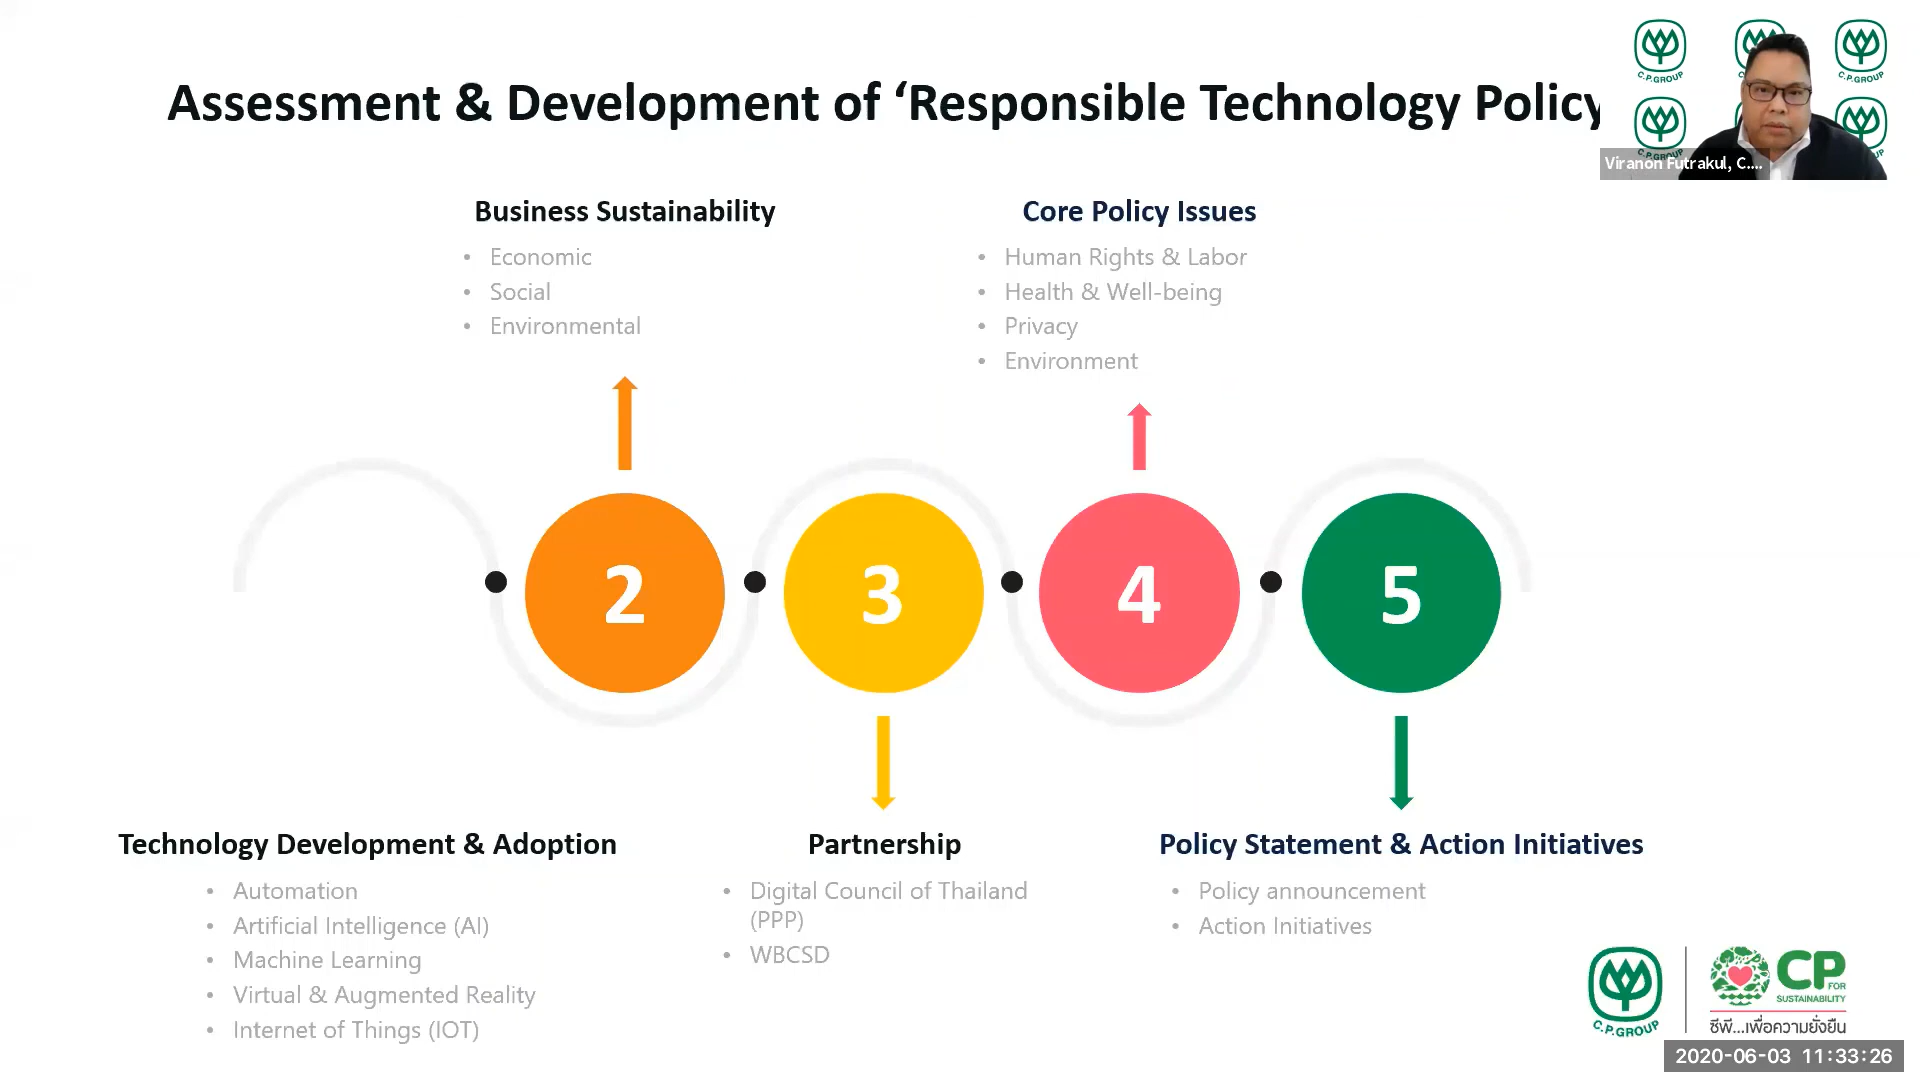 Assessment & Development of ‘Responsible Technology Policy
C.P.GROUP
C.P.GROUP
C.P.GROUP
Viranon Futrakul, C....
Business Sustainability
• Economic
• Social
• Environmental
Core Policy Issues
• Human Rights & Labor
• Health & Well-being
• Privacy
• Environment
2
3
4
5
Technology Development & Adoption
• Automation
• Artificial Intelligence (AI)
• Machine Learning
• Virtual & Augmented Reality
• Internet of Things (IOT)
Partnership
• Digital Council of Thailand
(PPP)
• WBCSD
Policy Statement & Action Initiatives
• Policy announcement
• Action Initiatives
C.P.GROUP
CP
FOR
SUSTAINABILITY
ซีพี...เพื่อความยั่งยืน
2020-06-03 11:33:26